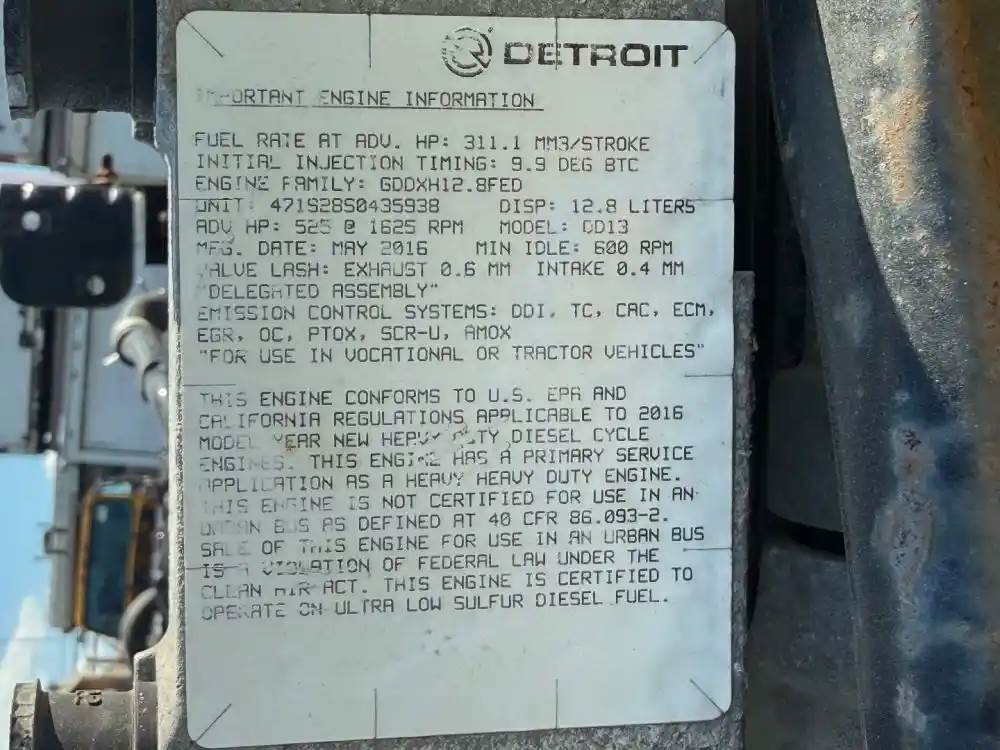 DETROIT
IMPORTANT ENGINE INFORMATION
FUEL RATE AT ADV. HP: 311.1 MM3/STROKE
INITIAL INJECTION TIMING: 9.9 DEG BTC
ENGINE FAMILY: GDDXH12.8FED
UNIT: 471928S0435938 DISP: 12.8 LITERS
ADV HP: 525 @ 1625 RPM MODEL: DD13
MFG. DATE: MAY 2016 MIN IDLE: 600 RPM
VALVE LASH: EXHAUST 0.6 MM INTAKE 0.4 MM
"DELEGATED ASSEMBLY"
EMISSION CONTROL SYSTEMS: DDI, TC, CAC, ECM,
EGR, OC, PTOX, SCR-U, AMOX
"FOR USE IN VOCATIONAL OR TRACTOR VEHICLES"
THIS ENGINE CONFORMS TO U.S. EPA AND
CALIFORNIA REGULATIONS APPLICABLE TO 2016
MODEL YEAR NEW HEAVY DUTY DIESEL CYCLE
ENGINES. THIS ENGINE HAS A PRIMARY SERVICE
APPLICATION AS A HEAVY HEAVY DUTY ENGINE.
THIS ENGINE IS NOT CERTIFIED FOR USE IN AN
URBAN BUS AS DEFINED AT 40 CFR 86.093-2.
SALE OF THIS ENGINE FOR USE IN AN URBAN BUS
IS A VIOLATION OF FEDERAL LAW UNDER THE
CLEAN AIR ACT. THIS ENGINE IS CERTIFIED TO
OPERATE ON ULTRA LOW SULFUR DIESEL FUEL.